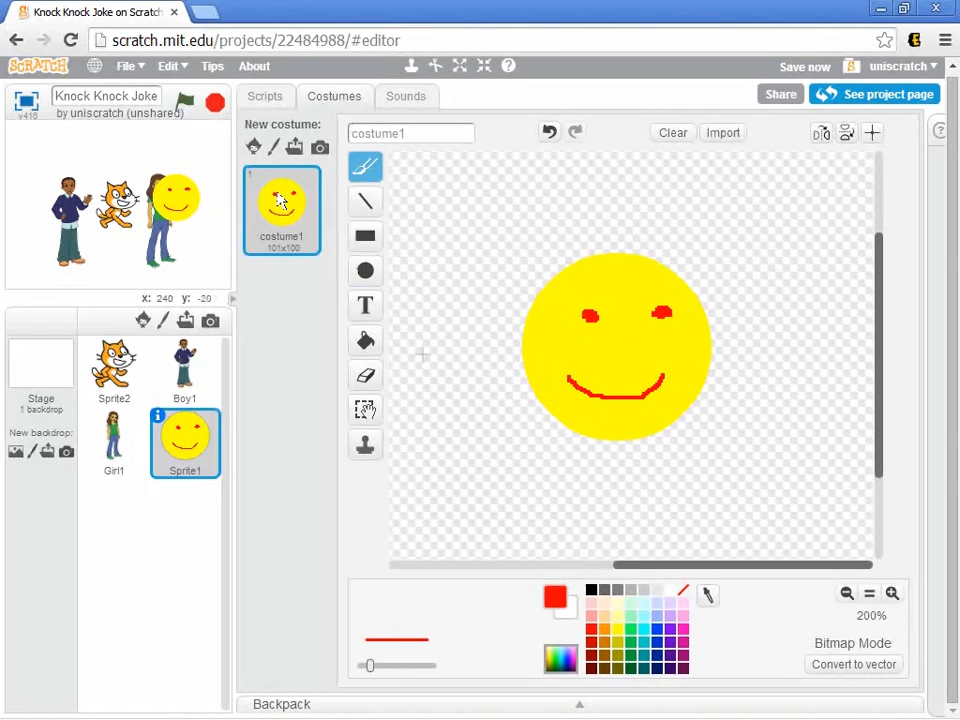 Knock Knock Joke on Scratch
scratch.mit.edu/projects/22484988/#editor
SCRATCH File Edit Tips About Save now uniscratch
Knock Knock Joke
by uniscratch (unshared)
v416
Scripts Costumes Sounds
Share See project page
New costume:
costume1
Clear Import
1
costume1
101x100
T
x: 240 y: -20
Sprite2 Boy1
Stage
1 backdrop
New backdrop:
Girl1 Sprite1
200%
Bitmap Mode
Convert to vector
Backpack